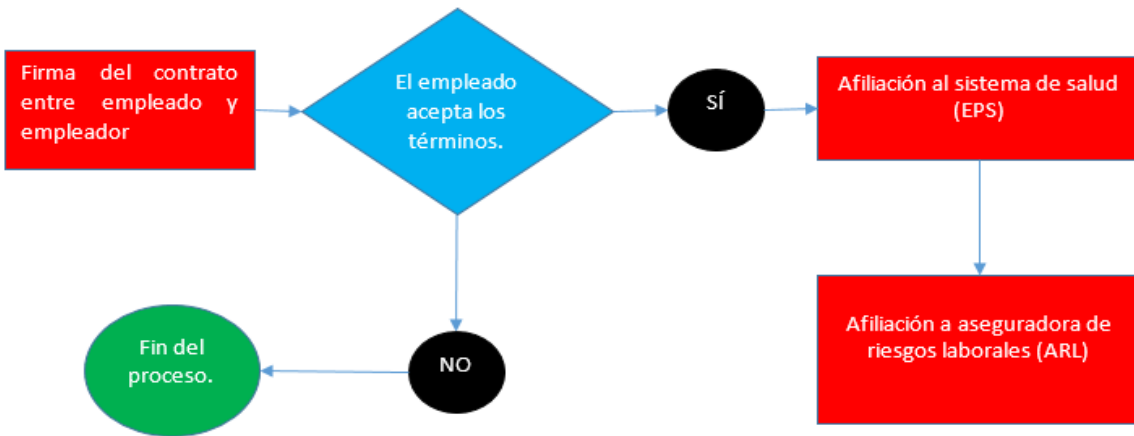 Firma del contrato
entre empleado y
empleador
El empleado
acepta los
términos.
SÍ
Afiliación al sistema de salud
(EPS)
Afiliación a aseguradora de
riesgos laborales (ARL)
NO
Fin del
proceso.